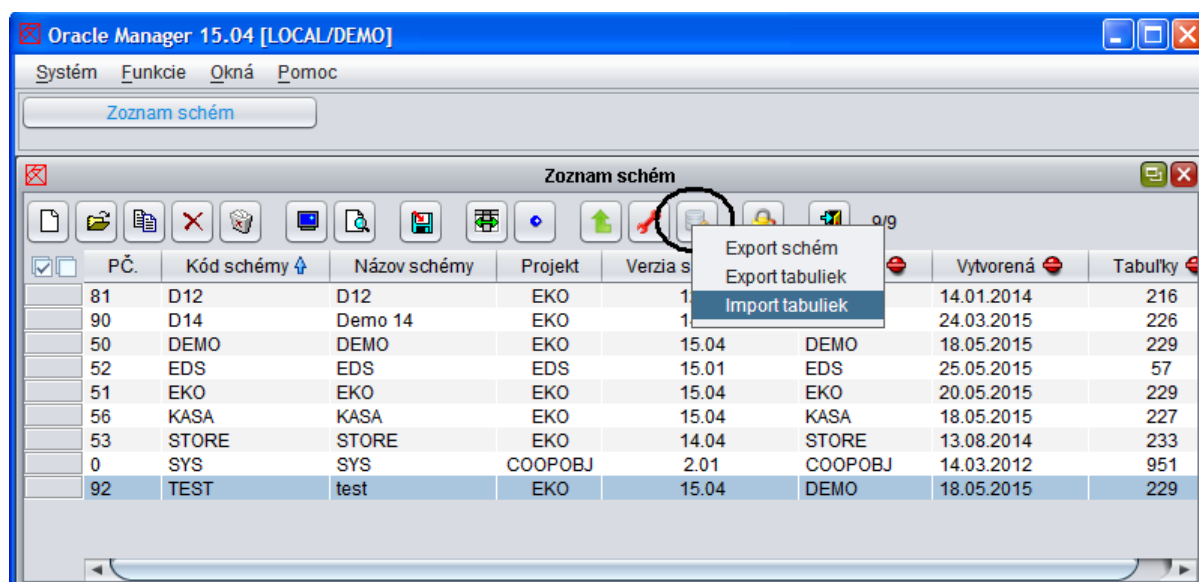 Oracle Manager 15.04 [LOCAL/DEMO]
Systém Funkcie Okná Pomoc
Zoznam schém
Zoznam schém
9/9
Export schém
Export tabuliek
Import tabuliek
PČ. Kód schémy Názov schémy Projekt Verzia s Vytvorená Tabuľky
81 D12 D12 EKO 14.01.2014 216
90 D14 Demo 14 EKO 24.03.2015 226
50 DEMO DEMO EKO 15.04 DEMO 18.05.2015 229
52 EDS EDS EDS 15.01 EDS 25.05.2015 57
51 EKO EKO EKO 15.04 EKO 20.05.2015 229
56 KASA KASA EKO 15.04 KASA 18.05.2015 227
53 STORE STORE EKO 14.04 STORE 13.08.2014 233
0 SYS SYS COOPOBJ 2.01 COOPOBJ 14.03.2012 951
92 TEST test EKO 15.04 DEMO 18.05.2015 229